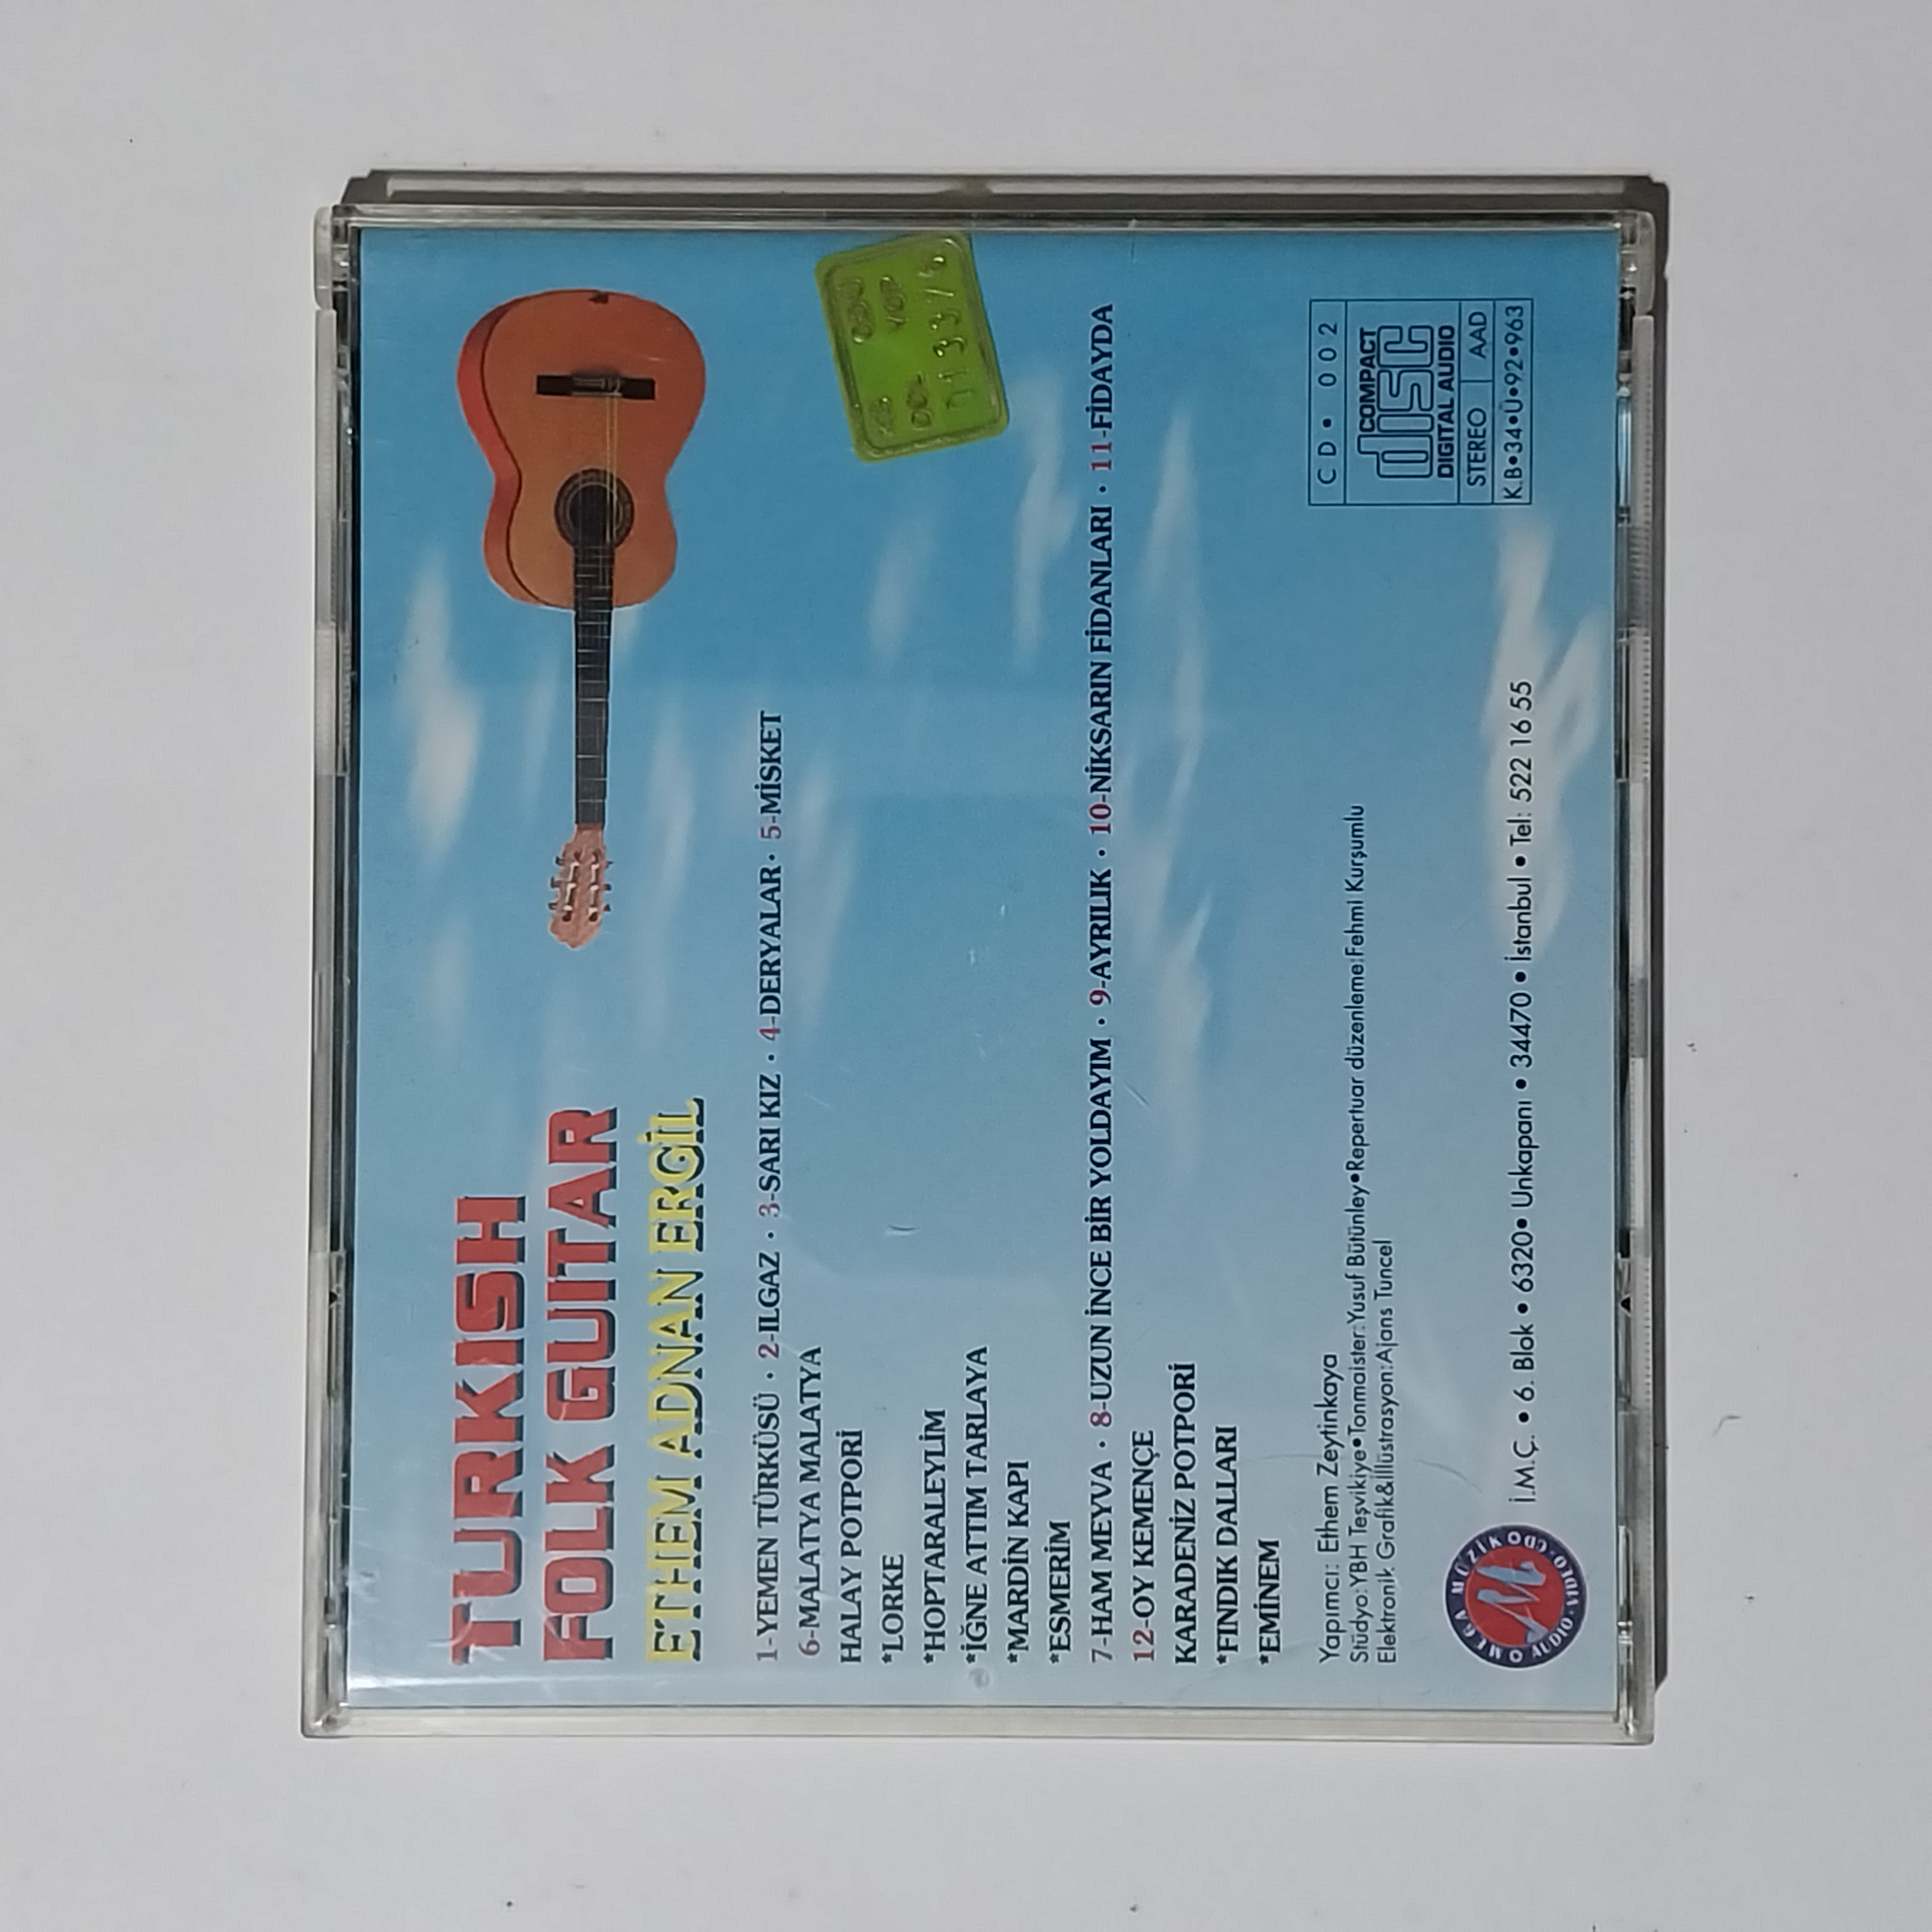 TURKISH
FOLK GUITAR
ETHEM ADNAN ERGİL
1-YEMEN TÜRKÜSÜ • 2-ILGAZ • 3-SARI KIZ • 4-DERYALAR • 5-MİSKET
6-MALATYA MALATYA
HALAY POTPORİ
*LORKE
*HOPTARALEYLİM
*İĞNE ATTIM TARLAYA
*MARDİN KAPI
*ESMERİM
7-HAM MEYVA • 8-UZUN İNCE BİR YOLDAYIM • 9-AYRILIK • 10-NİKSARIN FİDANLARI • 11-FİDAYDA
12-OY KEMENÇE
KARADENİZ POTPORİ
*FINDIK DALLARI
*EMİNEM
Yapımcı: Ethem Zeytinkaya
Stüdyo:YBH Teşvikiye•Tonmaister:Yusuf Bütünley•Repertuar düzenleme:Fehmi Kurşumlu
Elektronik Grafik&İllüstrasyon:Ajans Tuncel
OMEGA MÜZİK
CD•VIDEO•AUDIO
İ.M.Ç. • 6. Blok • 6320• Unkapanı • 34470 • İstanbul • Tel: 522 16 55
CD • 002
COMPACT
disc
DIGITAL AUDIO
STEREO AAD
K.B•34•Ü•92•963